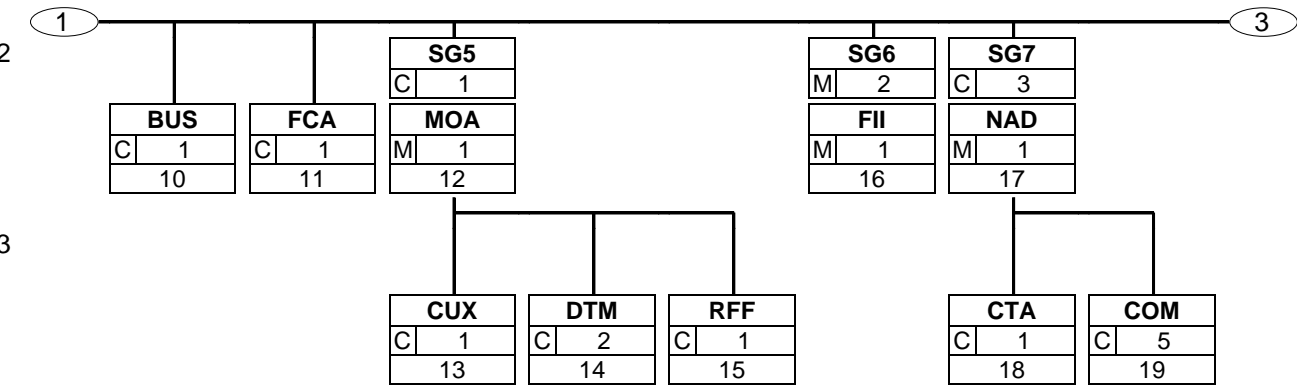 1 3
2 SG5 SG6 SG7
C 1 M 2 C 3
BUS FCA MOA FII NAD
C 1 C 1 M 1 M 1 M 1
10 11 12 16 17
3
CUX DTM RFF CTA COM
C 1 C 2 C 1 C 1 C 5
13 14 15 18 19